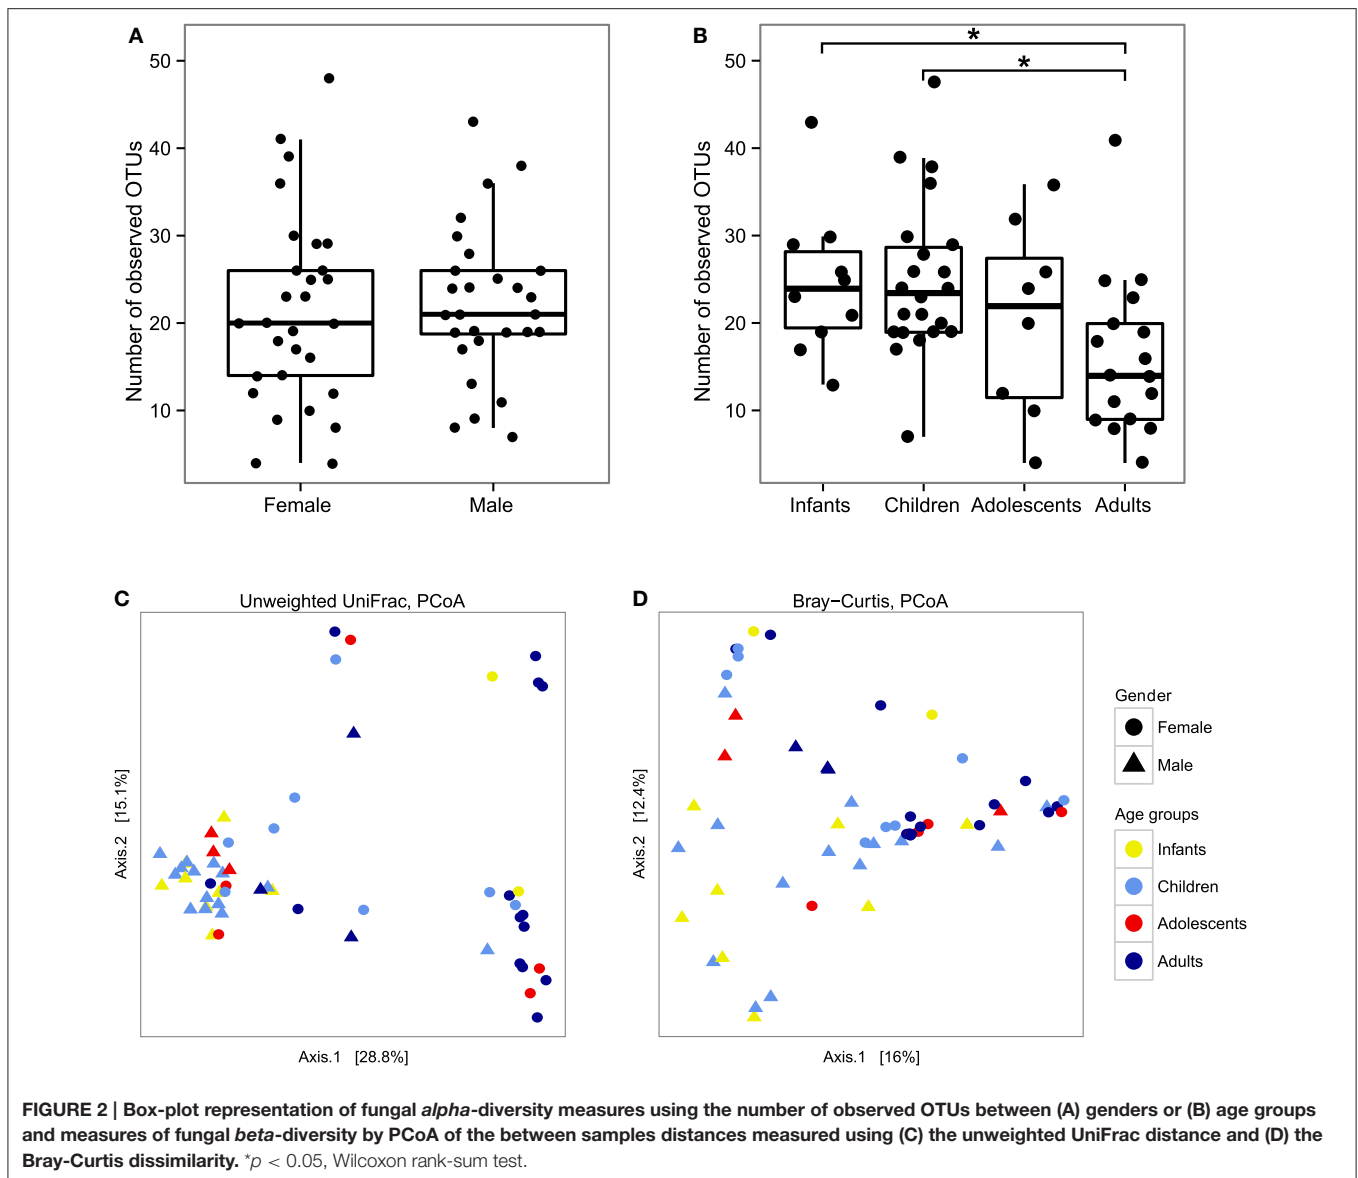 A
B
Number of observed OTUs
50
40
30
20
10
Female
Male
Number of observed OTUs
50
40
30
20
10
*
*
Infants
Children
Adolescents
Adults
C
Unweighted UniFrac, PCoA
Axis.2 [15.1%]
Axis.1 [28.8%]
D
Bray−Curtis, PCoA
Axis.2 [12.4%]
Axis.1 [16%]
Gender
Female
Male
Age groups
Infants
Children
Adolescents
Adults
FIGURE 2 | Box-plot representation of fungal alpha-diversity measures using the number of observed OTUs between (A) genders or (B) age groups
and measures of fungal beta-diversity by PCoA of the between samples distances measured using (C) the unweighted UniFrac distance and (D) the
Bray-Curtis dissimilarity. *p < 0.05, Wilcoxon rank-sum test.